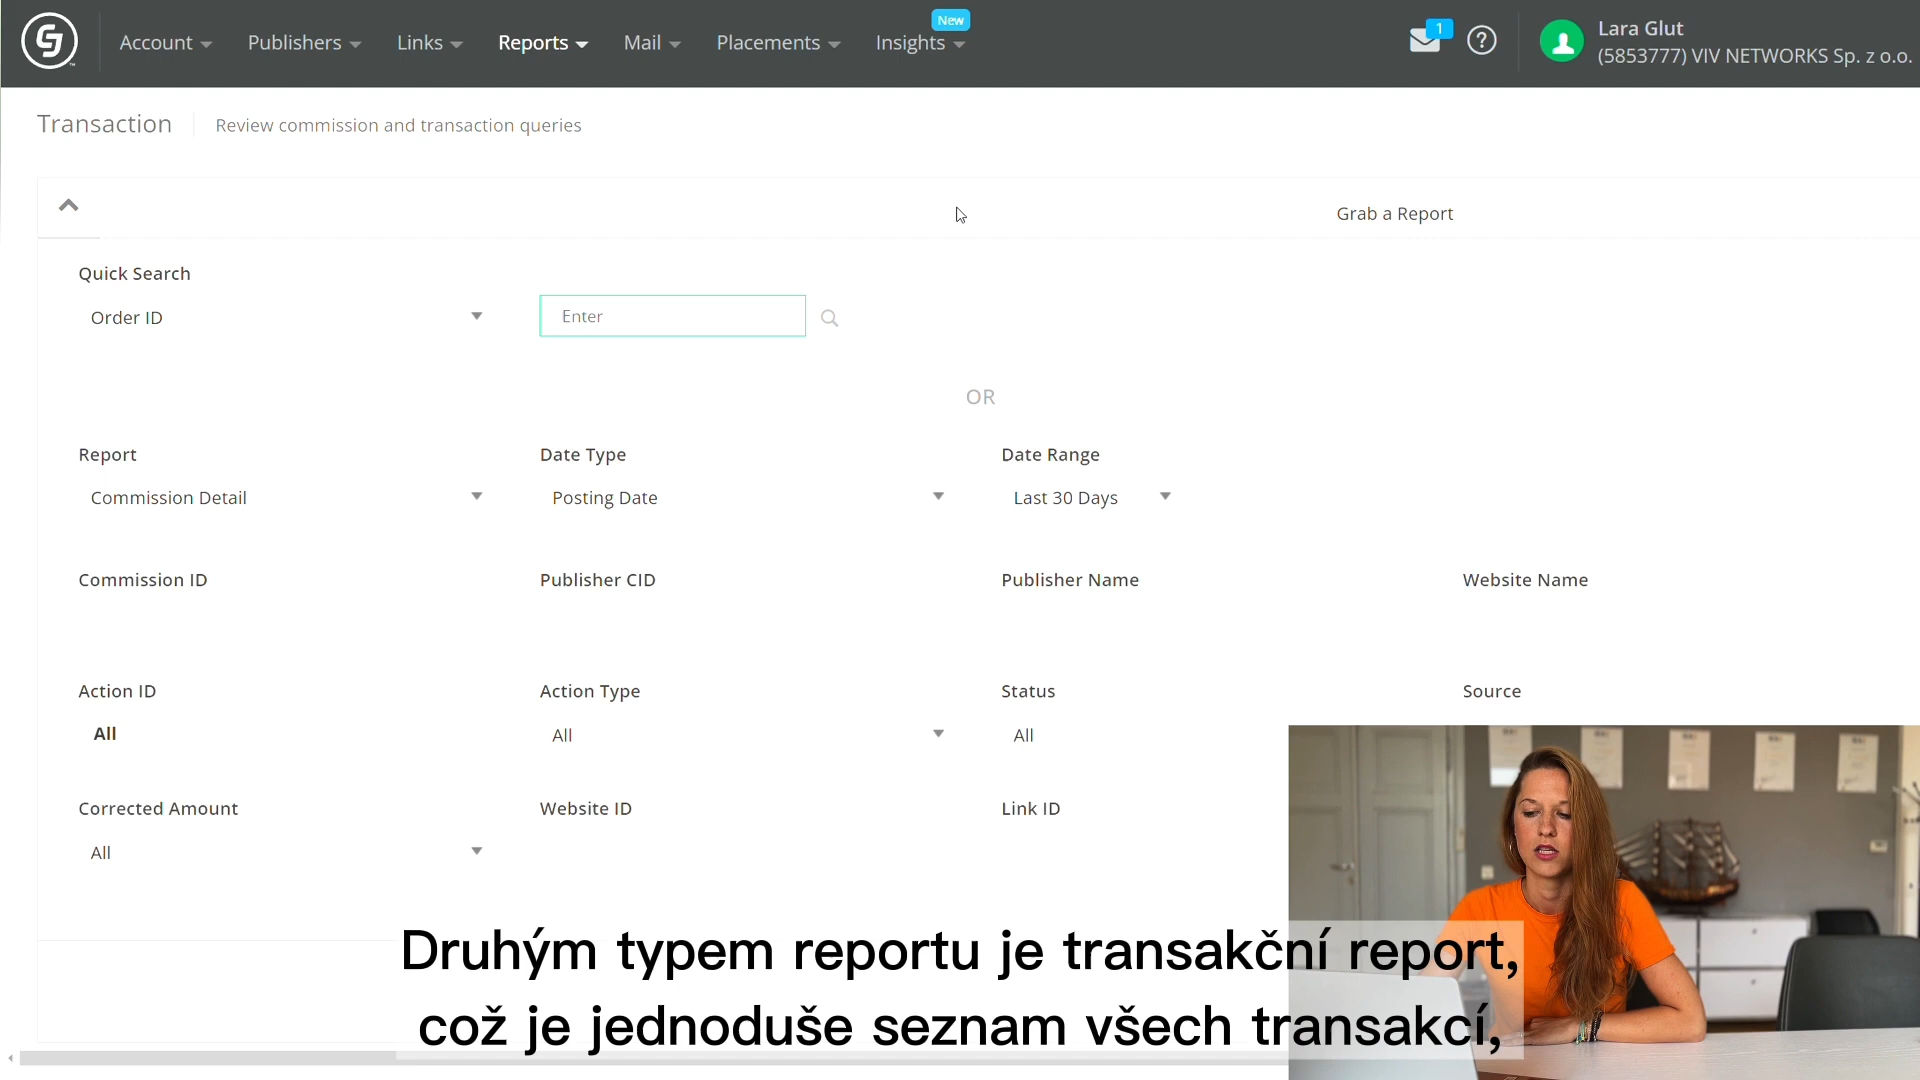 Account
Publishers
Links
Reports
Mail
Placements
Insights
New
1
?
Lara Glut
(5853777) VIV NETWORKS Sp. z o.o.
Transaction
Review commission and transaction queries
Grab a Report
Quick Search
Order ID
Enter
OR
Report
Date Type
Date Range
Commission Detail
Posting Date
Last 30 Days
Commission ID
Publisher CID
Publisher Name
Website Name
Action ID
Action Type
Status
Source
All
All
All
Corrected Amount
Website ID
Link ID
All
Druhým typem reportu je transakční report,
což je jednoduše seznam všech transakcí,